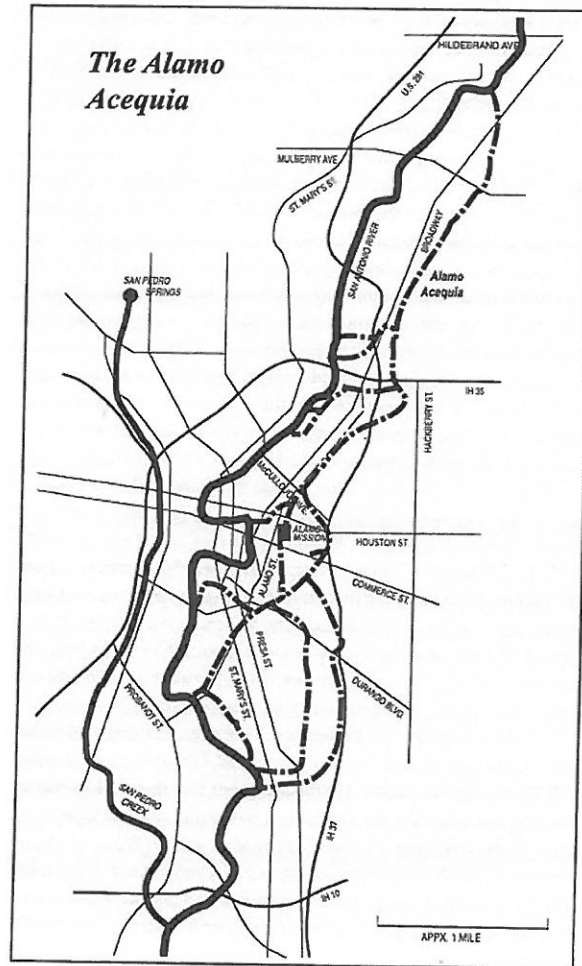 The Alamo
Acequia
HILDEBRAND AVE
U.S. 281
MULBERRY AVE.
ST. MARY'S ST.
SAN ANTONIO RIVER
BROADWAY
Alamo
Acequia
SAN PEDRO
SPRINGS
IH 35
HACKBERRY ST.
McCULLOUGH AVE.
ALAMO
MISSION
HOUSTON ST
ALAMO ST.
COMMERCE ST.
PRESA ST
ST. MARY'S ST.
DURANGO BLVD.
PROBANDT ST.
SAN PEDRO
CREEK
IH 37
IH 10
APPX. 1 MILE